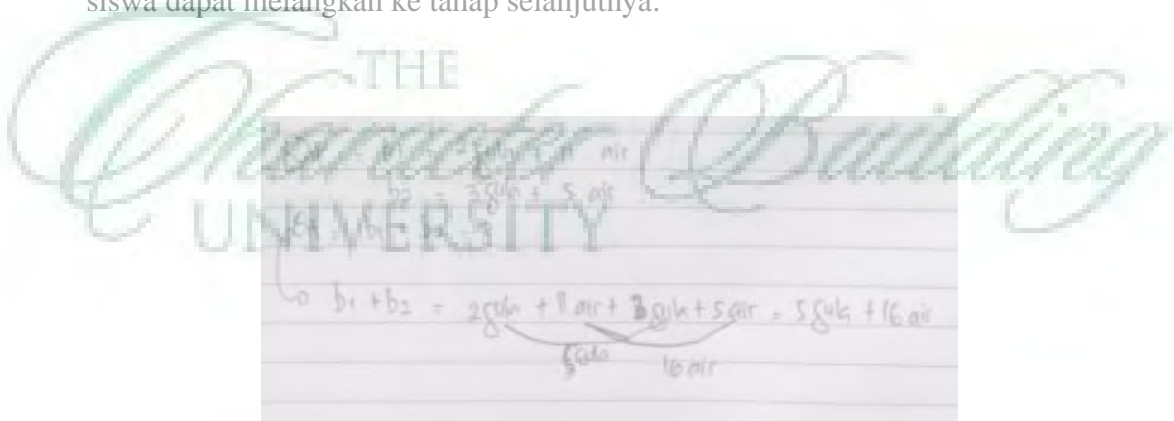 siswa dapat melangkah ke tahap selanjutnya.
THE
Character Building
UNIVERSITY
air
b2 = 3 gula + 5 air
b1 + b2 = 2 gula + 11 air + 3 gula + 5 air = 5 gula + 16 air
5 gula 16 air